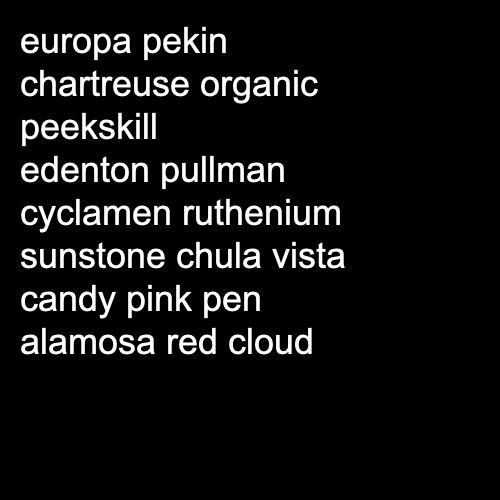 europa pekin
chartreuse organic
peekskill
edenton pullman
cyclamen ruthenium
sunstone chula vista
candy pink pen
alamosa red cloud